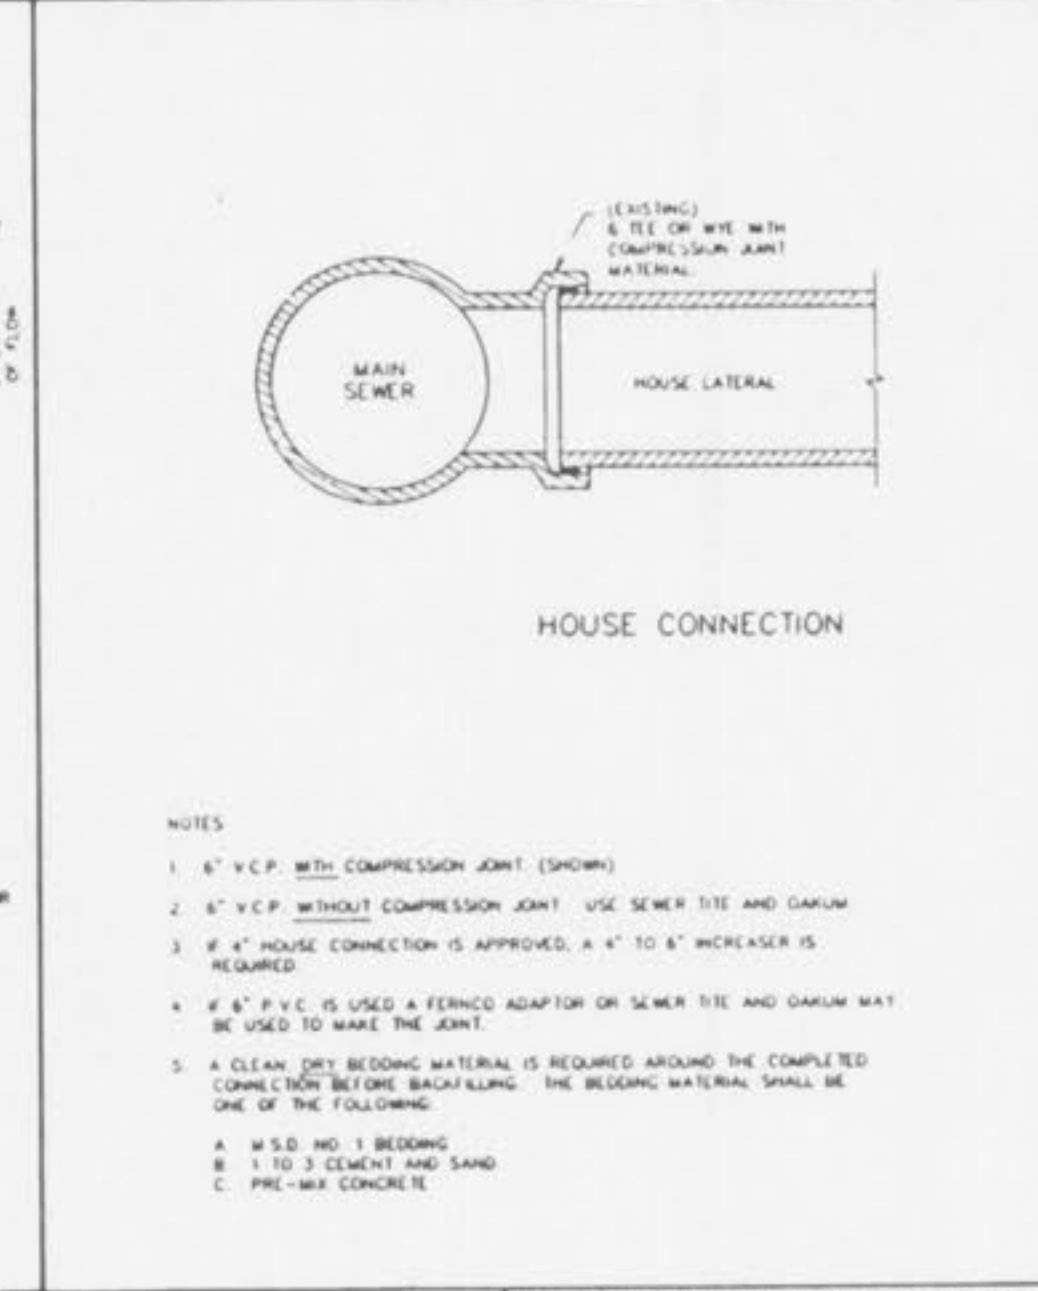 OF FLOW
(EXISTING)
6 TEE OR WYE WITH
COMPRESSION JOINT
MATERIAL.
MAIN
SEWER
HOUSE LATERAL
HOUSE CONNECTION
NOTES
1. 6" V.C.P. WITH COMPRESSION JOINT. (SHOWN)
2. 6" V.C.P. WITHOUT COMPRESSION JOINT. USE SEWER TITE AND OAKUM
3. IF 4" HOUSE CONNECTION IS APPROVED, A 4" TO 6" INCREASER IS
REQUIRED.
4. IF 6" P.V.C. IS USED A FERNCO ADAPTOR OR SEWER TITE AND OAKUM MAY
BE USED TO MAKE THE JOINT.
5. A CLEAN, DRY BEDDING MATERIAL IS REQUIRED AROUND THE COMPLETED
CONNECTION BEFORE BACKFILLING. THE BEDDING MATERIAL SHALL BE
ONE OF THE FOLLOWING:
A. M.S.D. NO. 1 BEDDING
B. 1 TO 3 CEMENT AND SAND
C. PRE-MIX CONCRETE